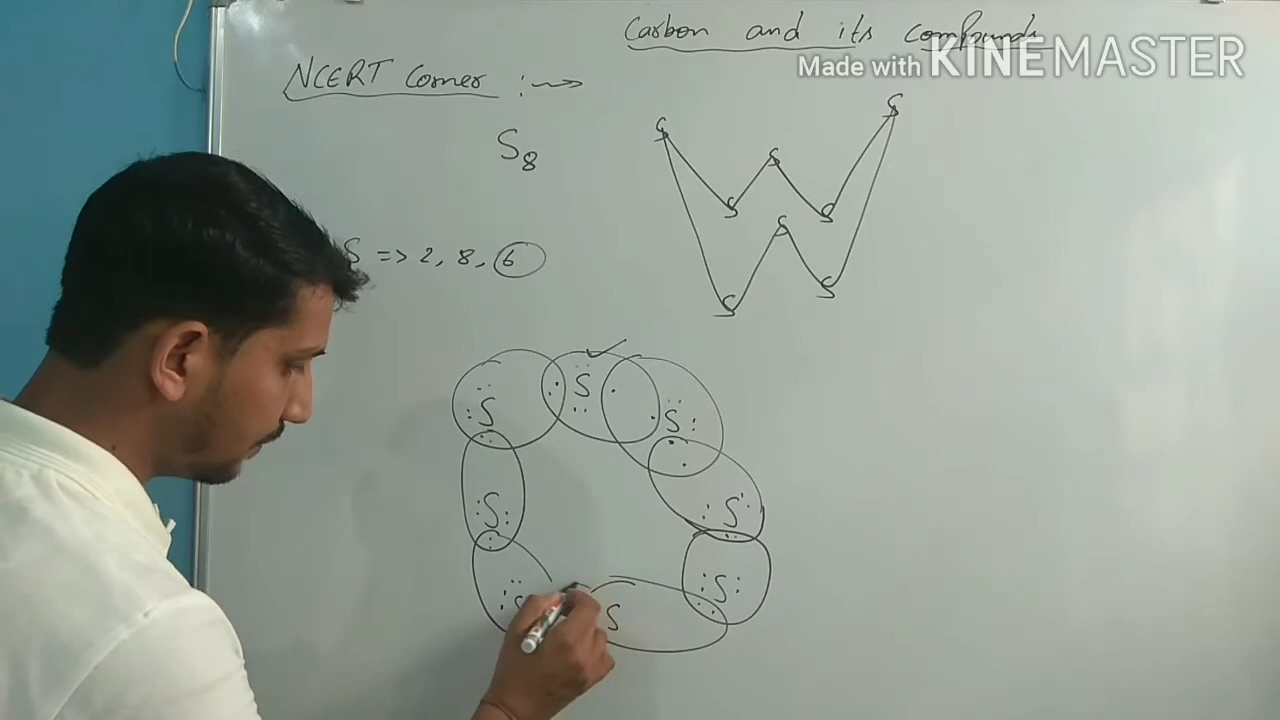 Carbon and its compounds
Made with KINEMASTER
NCERT Corner :⇝
S₈
S => 2, 8, 6
S S
S
S S
S
S S
S
S S
S
S
S
S S